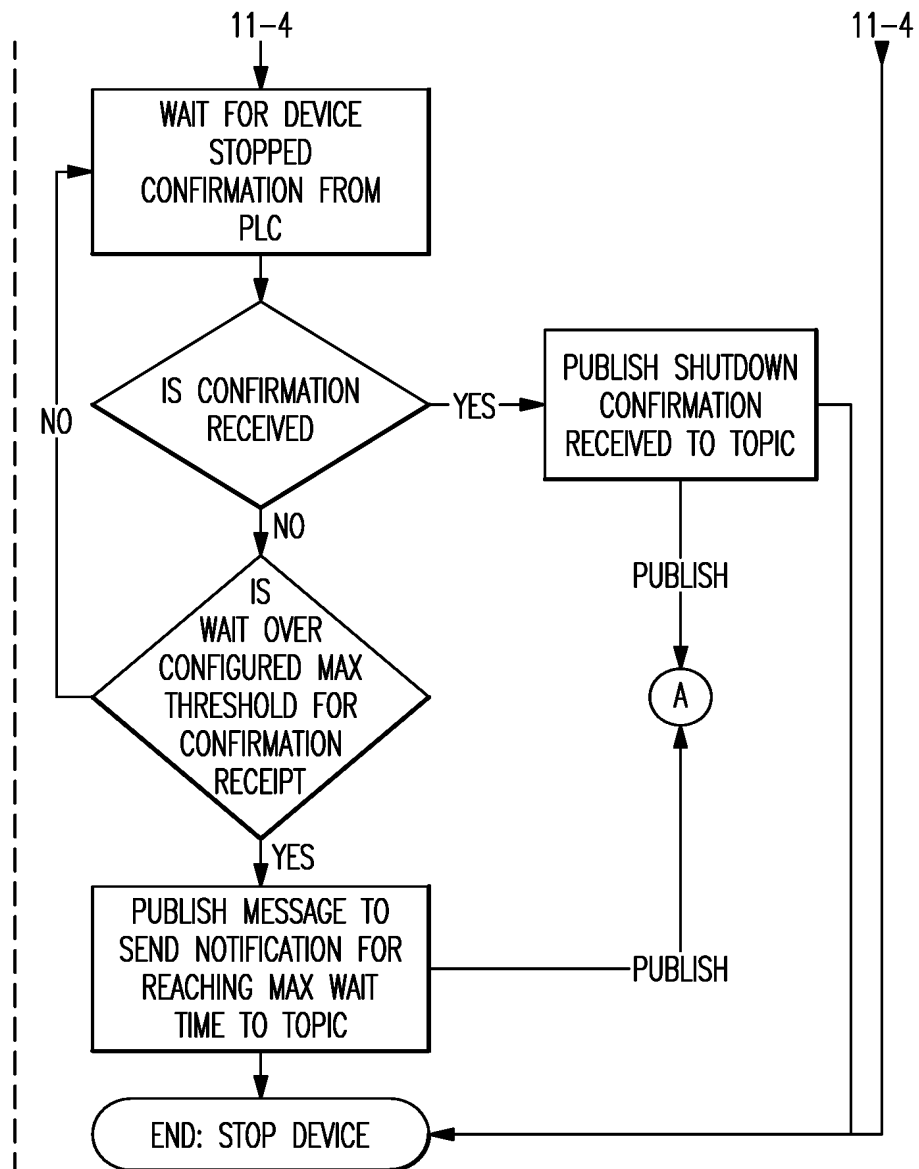 11-4
11-4
WAIT FOR DEVICE
STOPPED
CONFIRMATION FROM
PLC
IS CONFIRMATION
RECEIVED
YES
PUBLISH SHUTDOWN
CONFIRMATION
RECEIVED TO TOPIC
NO
NO
PUBLISH
IS
WAIT OVER
CONFIGURED MAX
THRESHOLD FOR
CONFIRMATION
RECEIPT
A
YES
PUBLISH MESSAGE TO
SEND NOTIFICATION FOR
REACHING MAX WAIT
TIME TO TOPIC
PUBLISH
END: STOP DEVICE